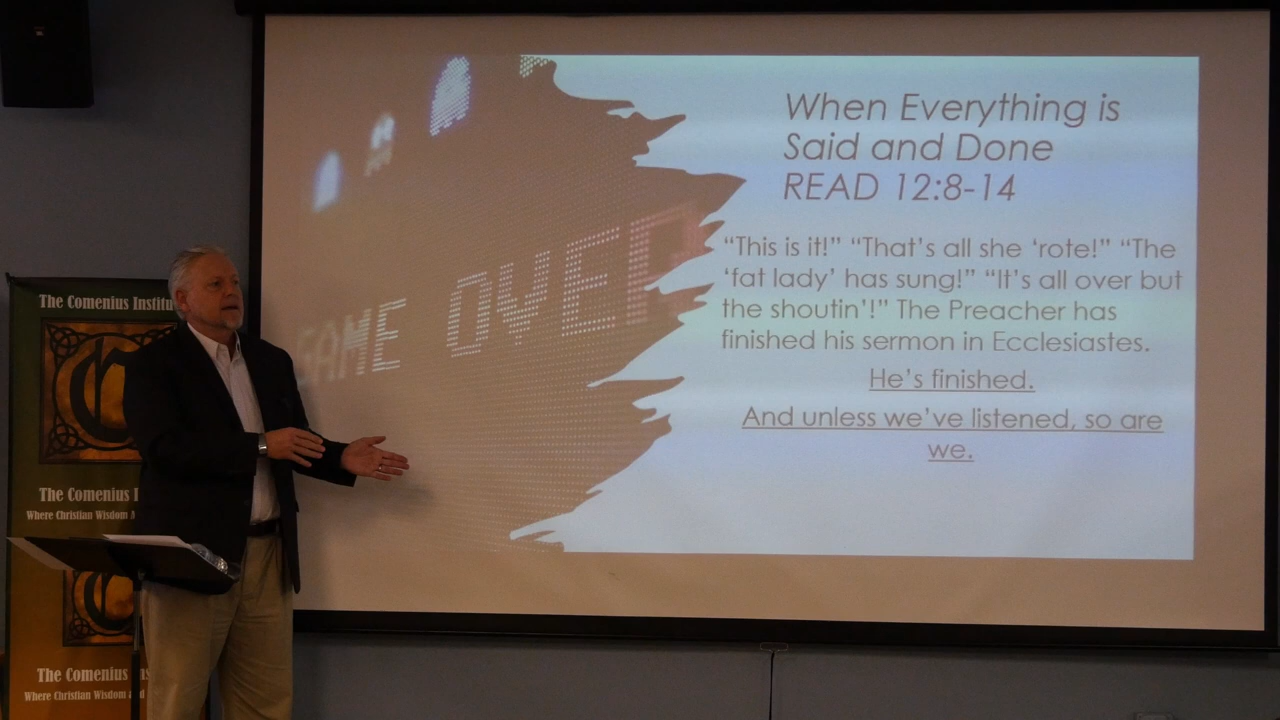 When Everything is
Said and Done
READ 12:8-14
“This is it!” “That’s all she ‘rote!” “The
‘fat lady’ has sung!” “It’s all over but
the shoutin’!” The Preacher has
finished his sermon in Ecclesiastes.
He’s finished.
And unless we’ve listened, so are
we.
GAME OVER
The Comenius Institu
The Comenius I
Where Christian Wisdom A
The Comenius Ins
Where Christian Wisdom and